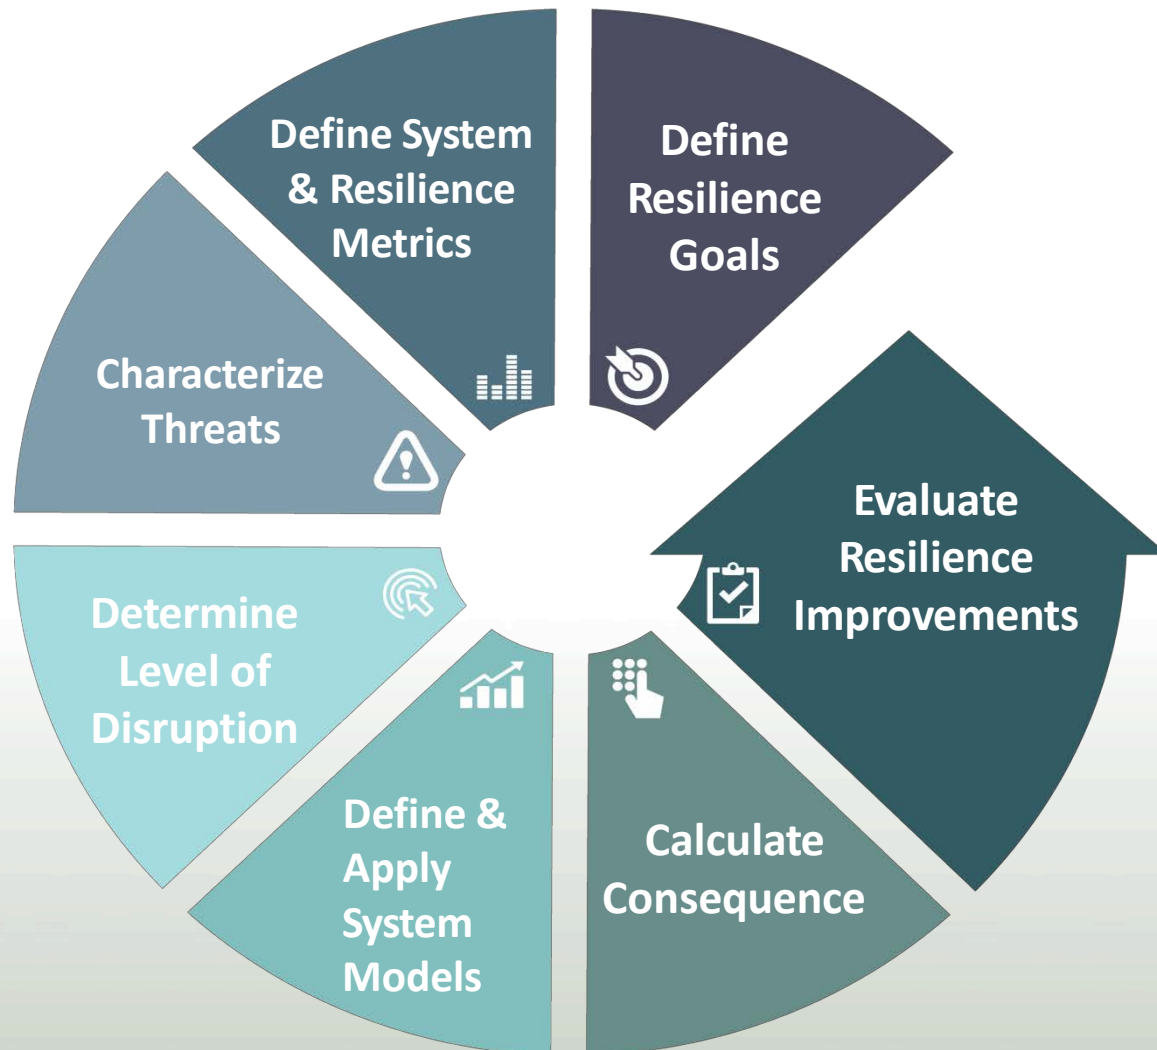 Define
Resilience
Goals
Define System
& Resilience
Metrics
Characterize
Threats
Determine
Level of
Disruption
Define &
Apply
System
Models
Calculate
Consequence
Evaluate
Resilience
Improvements